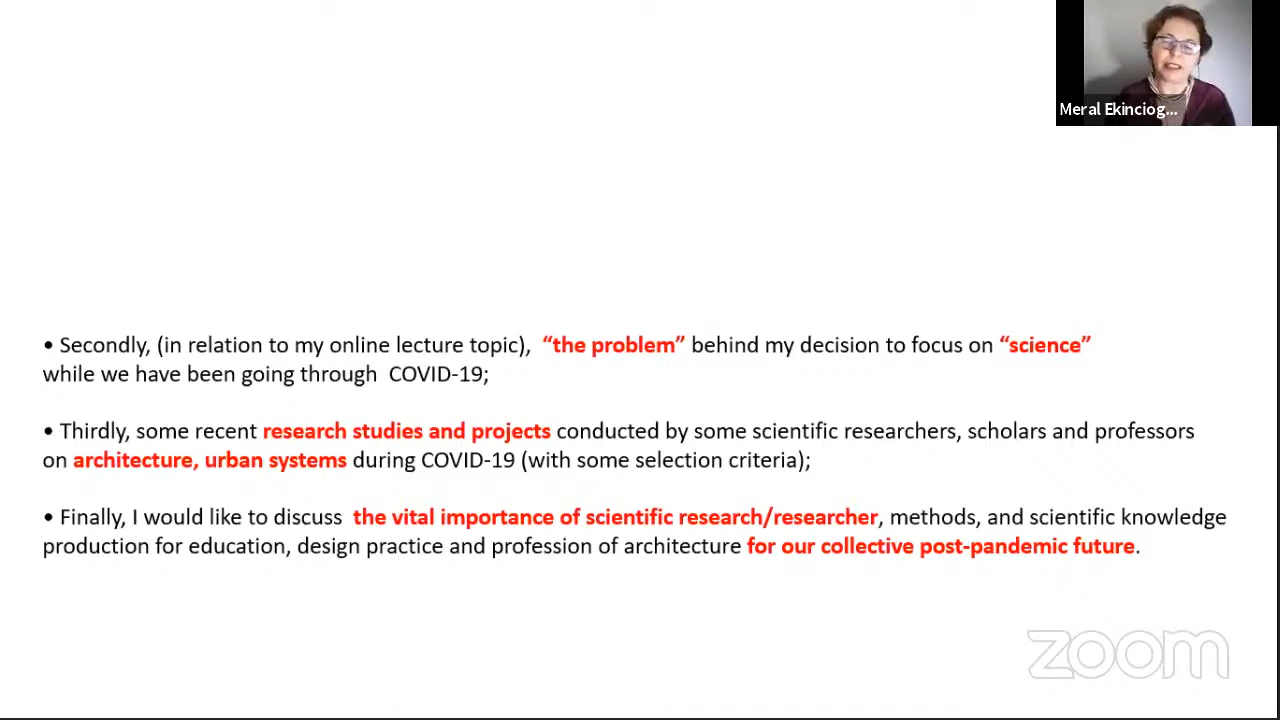 Meral Ekinciog...
• Secondly, (in relation to my online lecture topic), “the problem” behind my decision to focus on “science”
while we have been going through COVID-19;
• Thirdly, some recent research studies and projects conducted by some scientific researchers, scholars and professors
on architecture, urban systems during COVID-19 (with some selection criteria);
• Finally, I would like to discuss the vital importance of scientific research/researcher, methods, and scientific knowledge
production for education, design practice and profession of architecture for our collective post-pandemic future.
zoom